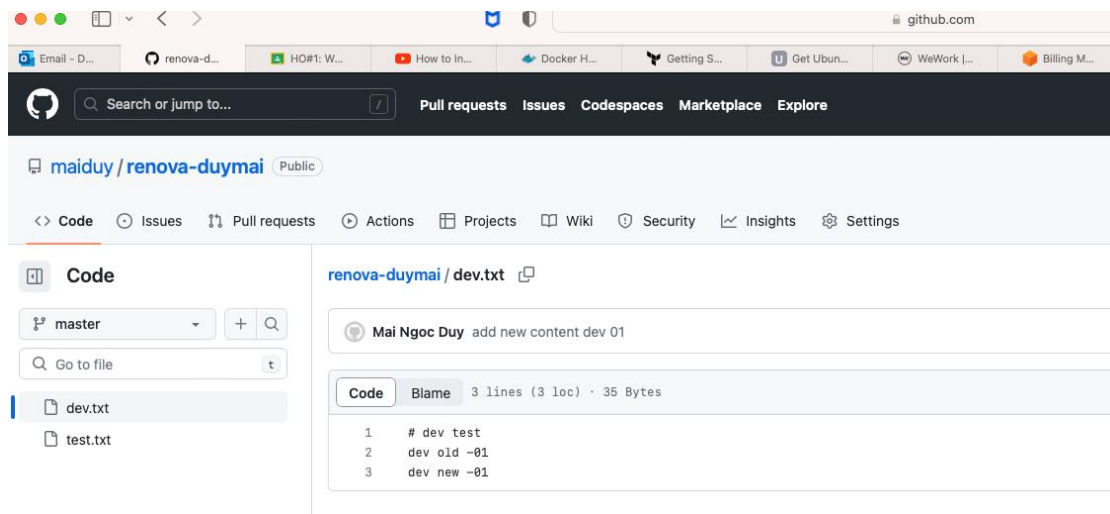 github.com
Email - D... renova-d... HO#1: W... How to In... Docker H... Getting S... Get Ubun... WeWork |... Billing M...
Search or jump to... / Pull requests Issues Codespaces Marketplace Explore
maiduy / renova-duymai Public
Code Issues Pull requests Actions Projects Wiki Security Insights Settings
Code
master
Go to file t
dev.txt
test.txt
renova-duymai / dev.txt
Mai Ngoc Duy add new content dev 01
Code Blame 3 lines (3 loc) · 35 Bytes
1 # dev test
2 dev old -01
3 dev new -01